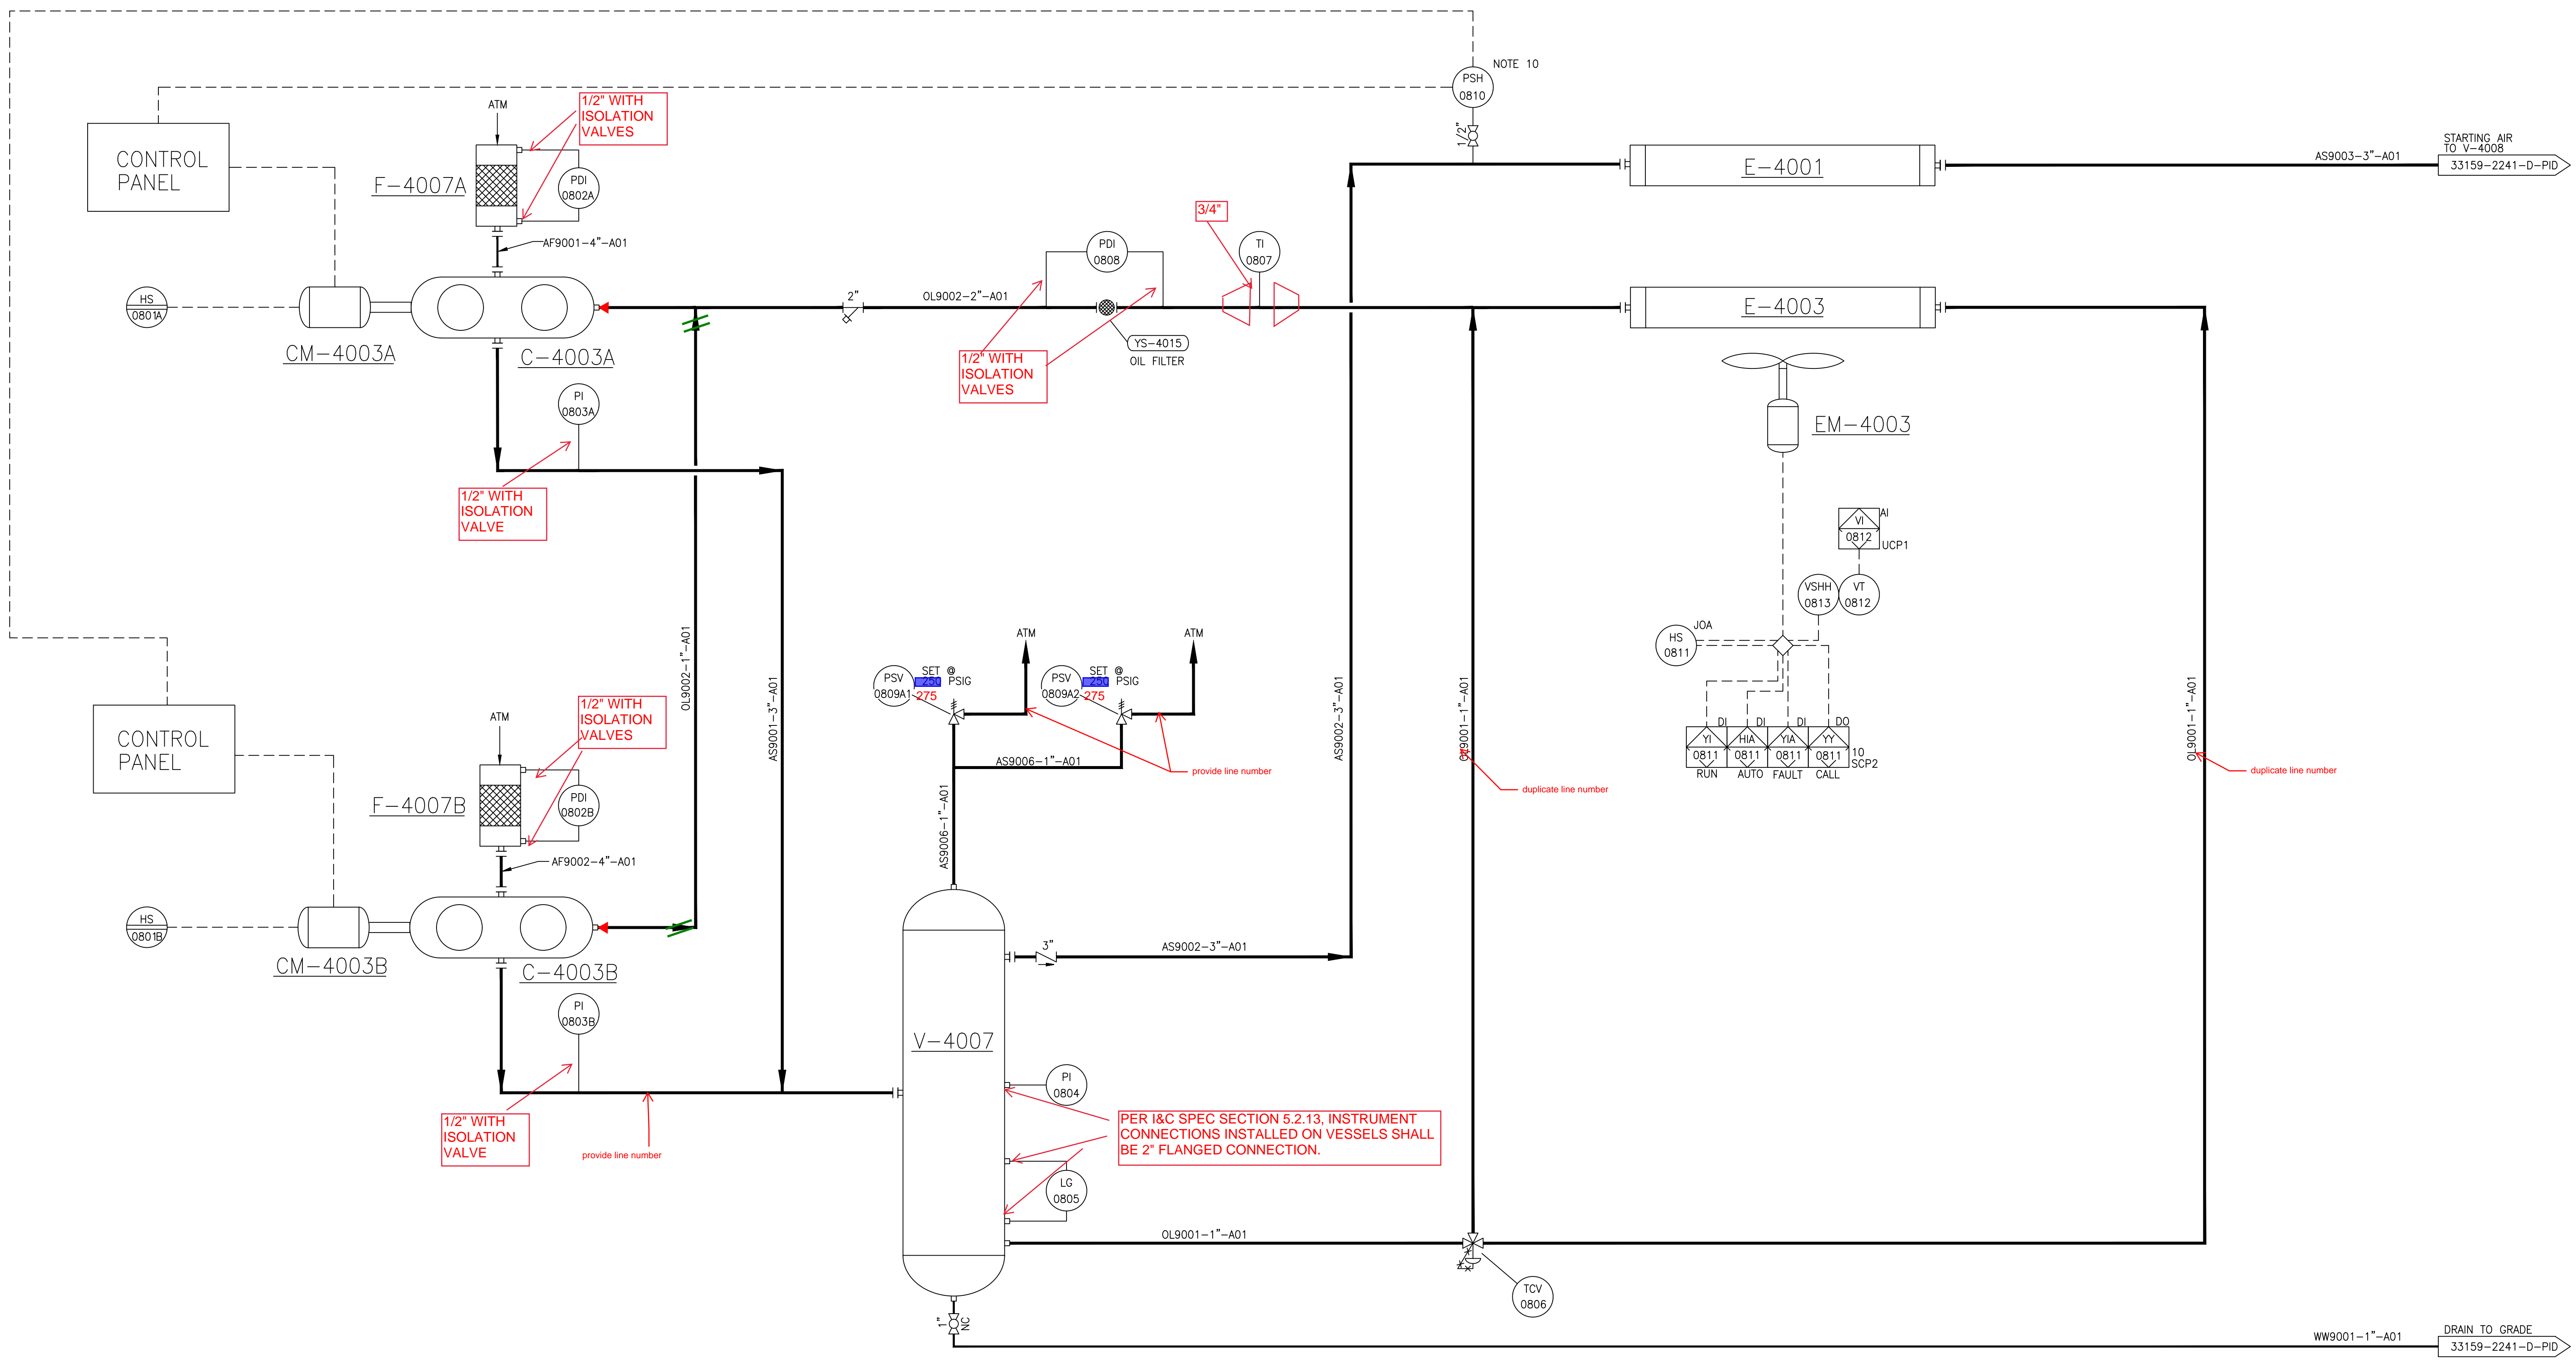 NOTE 10
PSH
0810
1/2"
CONTROL
PANEL
ATM
1/2" WITH
ISOLATION
VALVES
F-4007A
PDI
0802A
AF9001-4"-A01
HS
0801A
CM-4003A
C-4003A
PI
0803A
1/2" WITH
ISOLATION
VALVE
2"
OL9002-2"-A01
PDI
0808
YS-4015
OIL FILTER
1/2" WITH
ISOLATION
VALVES
3/4"
TI
0807
E-4001
AS9003-3"-A01
STARTING AIR
TO V-4008
33159-2241-D-PID
E-4003
EM-4003
VI
0812
AI
UCP1
VSHH
0813
VT
0812
HS
0811
JOA
DI
DI
DI
DO
YI
HIA
YIA
YY
0811
0811
0811
0811
10
SCP2
RUN
AUTO
FAULT
CALL
OL9002-1"-A01
AS9001-3"-A01
AS9002-3"-A01
OL9001-1"-A01
duplicate line number
OL9001-1"-A01
duplicate line number
ATM
ATM
PSV
0809A1
SET @
250 PSIG
275
PSV
0809A2
SET @
250 PSIG
275
AS9006-1"-A01
provide line number
AS9006-1"-A01
CONTROL
PANEL
ATM
1/2" WITH
ISOLATION
VALVES
F-4007B
PDI
0802B
AF9002-4"-A01
HS
0801B
CM-4003B
C-4003B
PI
0803B
1/2" WITH
ISOLATION
VALVE
provide line number
3"
AS9002-3"-A01
V-4007
PI
0804
PER I&C SPEC SECTION 5.2.13, INSTRUMENT
CONNECTIONS INSTALLED ON VESSELS SHALL
BE 2" FLANGED CONNECTION.
LG
0805
OL9001-1"-A01
TCV
0806
1"
NC
WW9001-1"-A01
DRAIN TO GRADE
33159-2241-D-PID